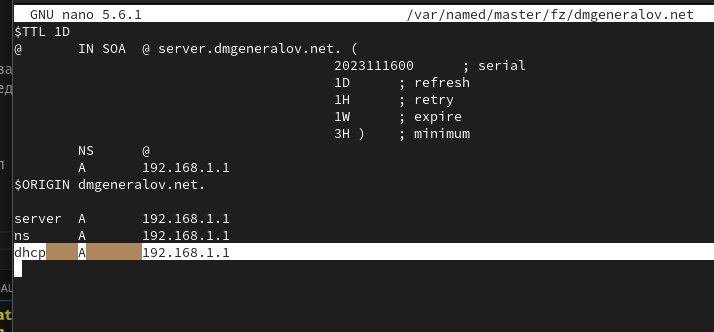 GNU nano 5.6.1 /var/named/master/fz/dmgeneralov.net
$TTL 1D
@ IN SOA @ server.dmgeneralov.net. (
2023111600 ; serial
1D ; refresh
1H ; retry
1W ; expire
3H ) ; minimum
NS @
A 192.168.1.1
$ORIGIN dmgeneralov.net.
server A 192.168.1.1
ns A 192.168.1.1
dhcp A 192.168.1.1